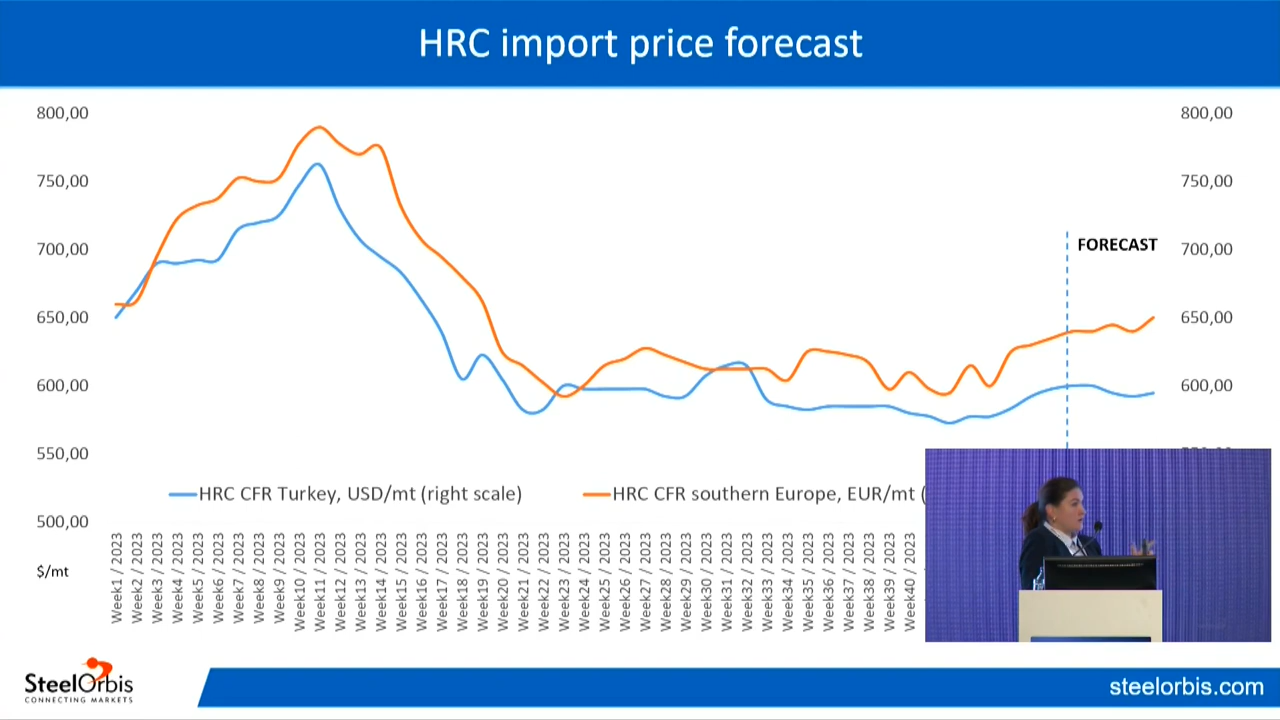 HRC import price forecast
800,00
750,00
700,00
650,00
600,00
550,00
500,00
$/mt
800,00
750,00
700,00
650,00
600,00
FORECAST
HRC CFR Turkey, USD/mt (right scale)
HRC CFR southern Europe, EUR/mt (
Week1 / 2023
Week2 / 2023
Week3 / 2023
Week4 / 2023
Week5 / 2023
Week6 / 2023
Week7 / 2023
Week8 / 2023
Week9 / 2023
Week10 / 2023
Week11 / 2023
Week12 / 2023
Week13 / 2023
Week14 / 2023
Week15 / 2023
Week16 / 2023
Week17 / 2023
Week18 / 2023
Week19 / 2023
Week20 / 2023
Week21 / 2023
Week22 / 2023
Week23 / 2023
Week24 / 2023
Week25 / 2023
Week26 / 2023
Week27 / 2023
Week28 / 2023
Week29 / 2023
Week30 / 2023
Week31 / 2023
Week32 / 2023
Week33 / 2023
Week34 / 2023
Week35 / 2023
Week36 / 2023
Week37 / 2023
Week38 / 2023
Week39 / 2023
Week40 / 2023
SteelOrbis
CONNECTING MARKETS
steelorbis.com